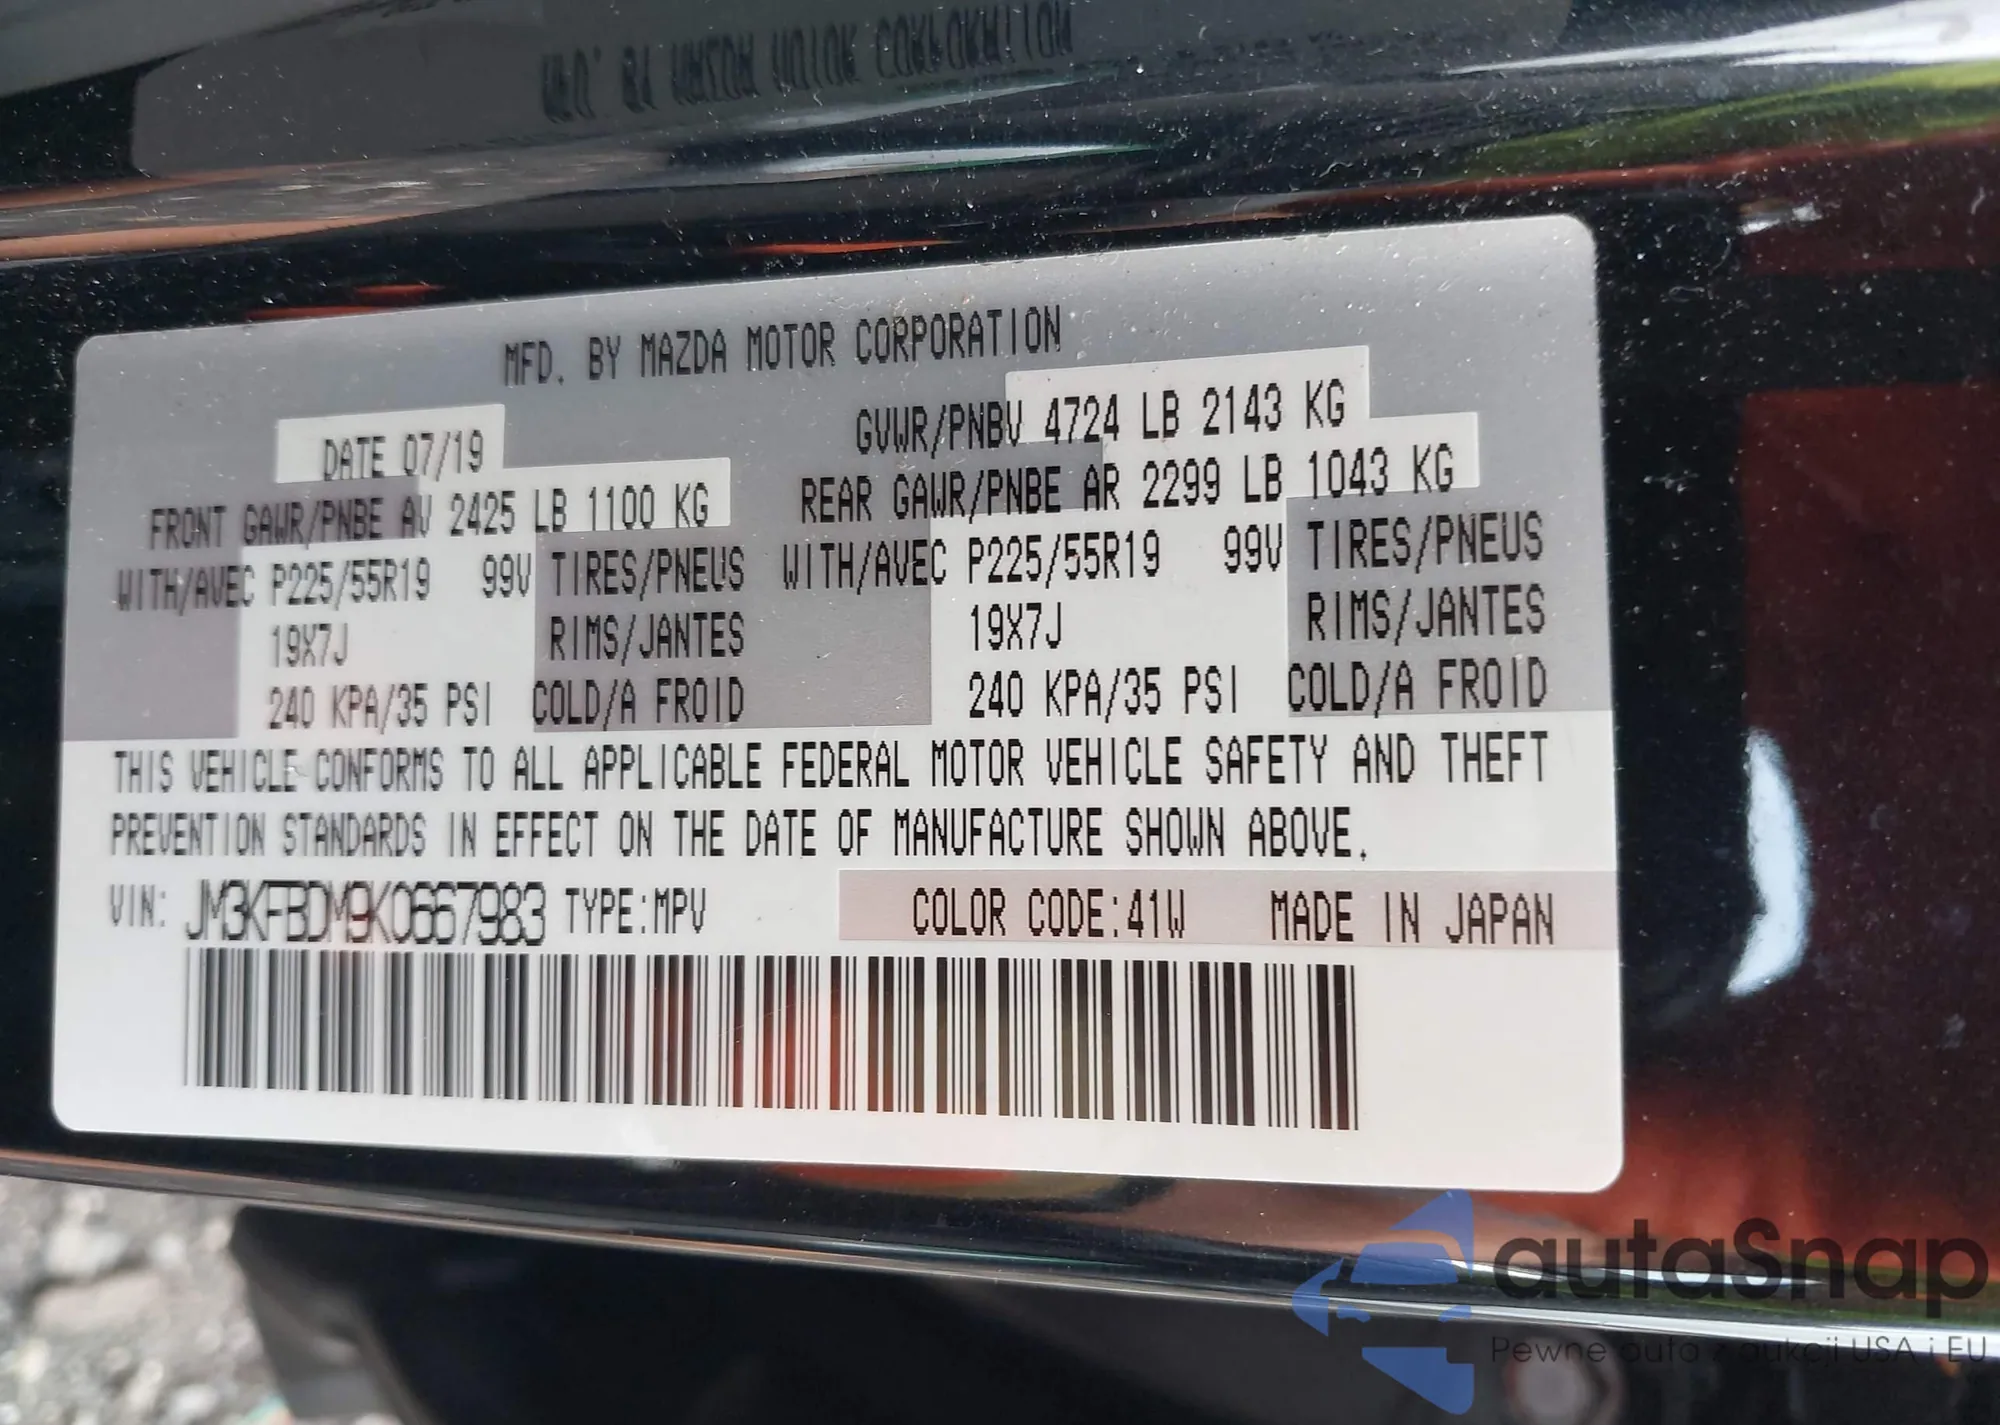 MFD. BY MAZDA MOTOR CORPORATION
DATE 07/19
GVWR/PNBV 4724 LB 2143 KG
FRONT GAWR/PNBE AV 2425 LB 1100 KG
REAR GAWR/PNBE AR 2299 LB 1043 KG
WITH/AVEC P225/55R19 99V TIRES/PNEUS
WITH/AVEC P225/55R19 99V TIRES/PNEUS
19X7J RIMS/JANTES
19X7J RIMS/JANTES
240 KPA/35 PSI COLD/A FROID
240 KPA/35 PSI COLD/A FROID
THIS VEHICLE CONFORMS TO ALL APPLICABLE FEDERAL MOTOR VEHICLE SAFETY AND THEFT
PREVENTION STANDARDS IN EFFECT ON THE DATE OF MANUFACTURE SHOWN ABOVE.
VIN: JM3KFBDM9K0667983 TYPE:MPV COLOR CODE:41W MADE IN JAPAN
autaSnap
Pewne auta z aukcji USA i EU